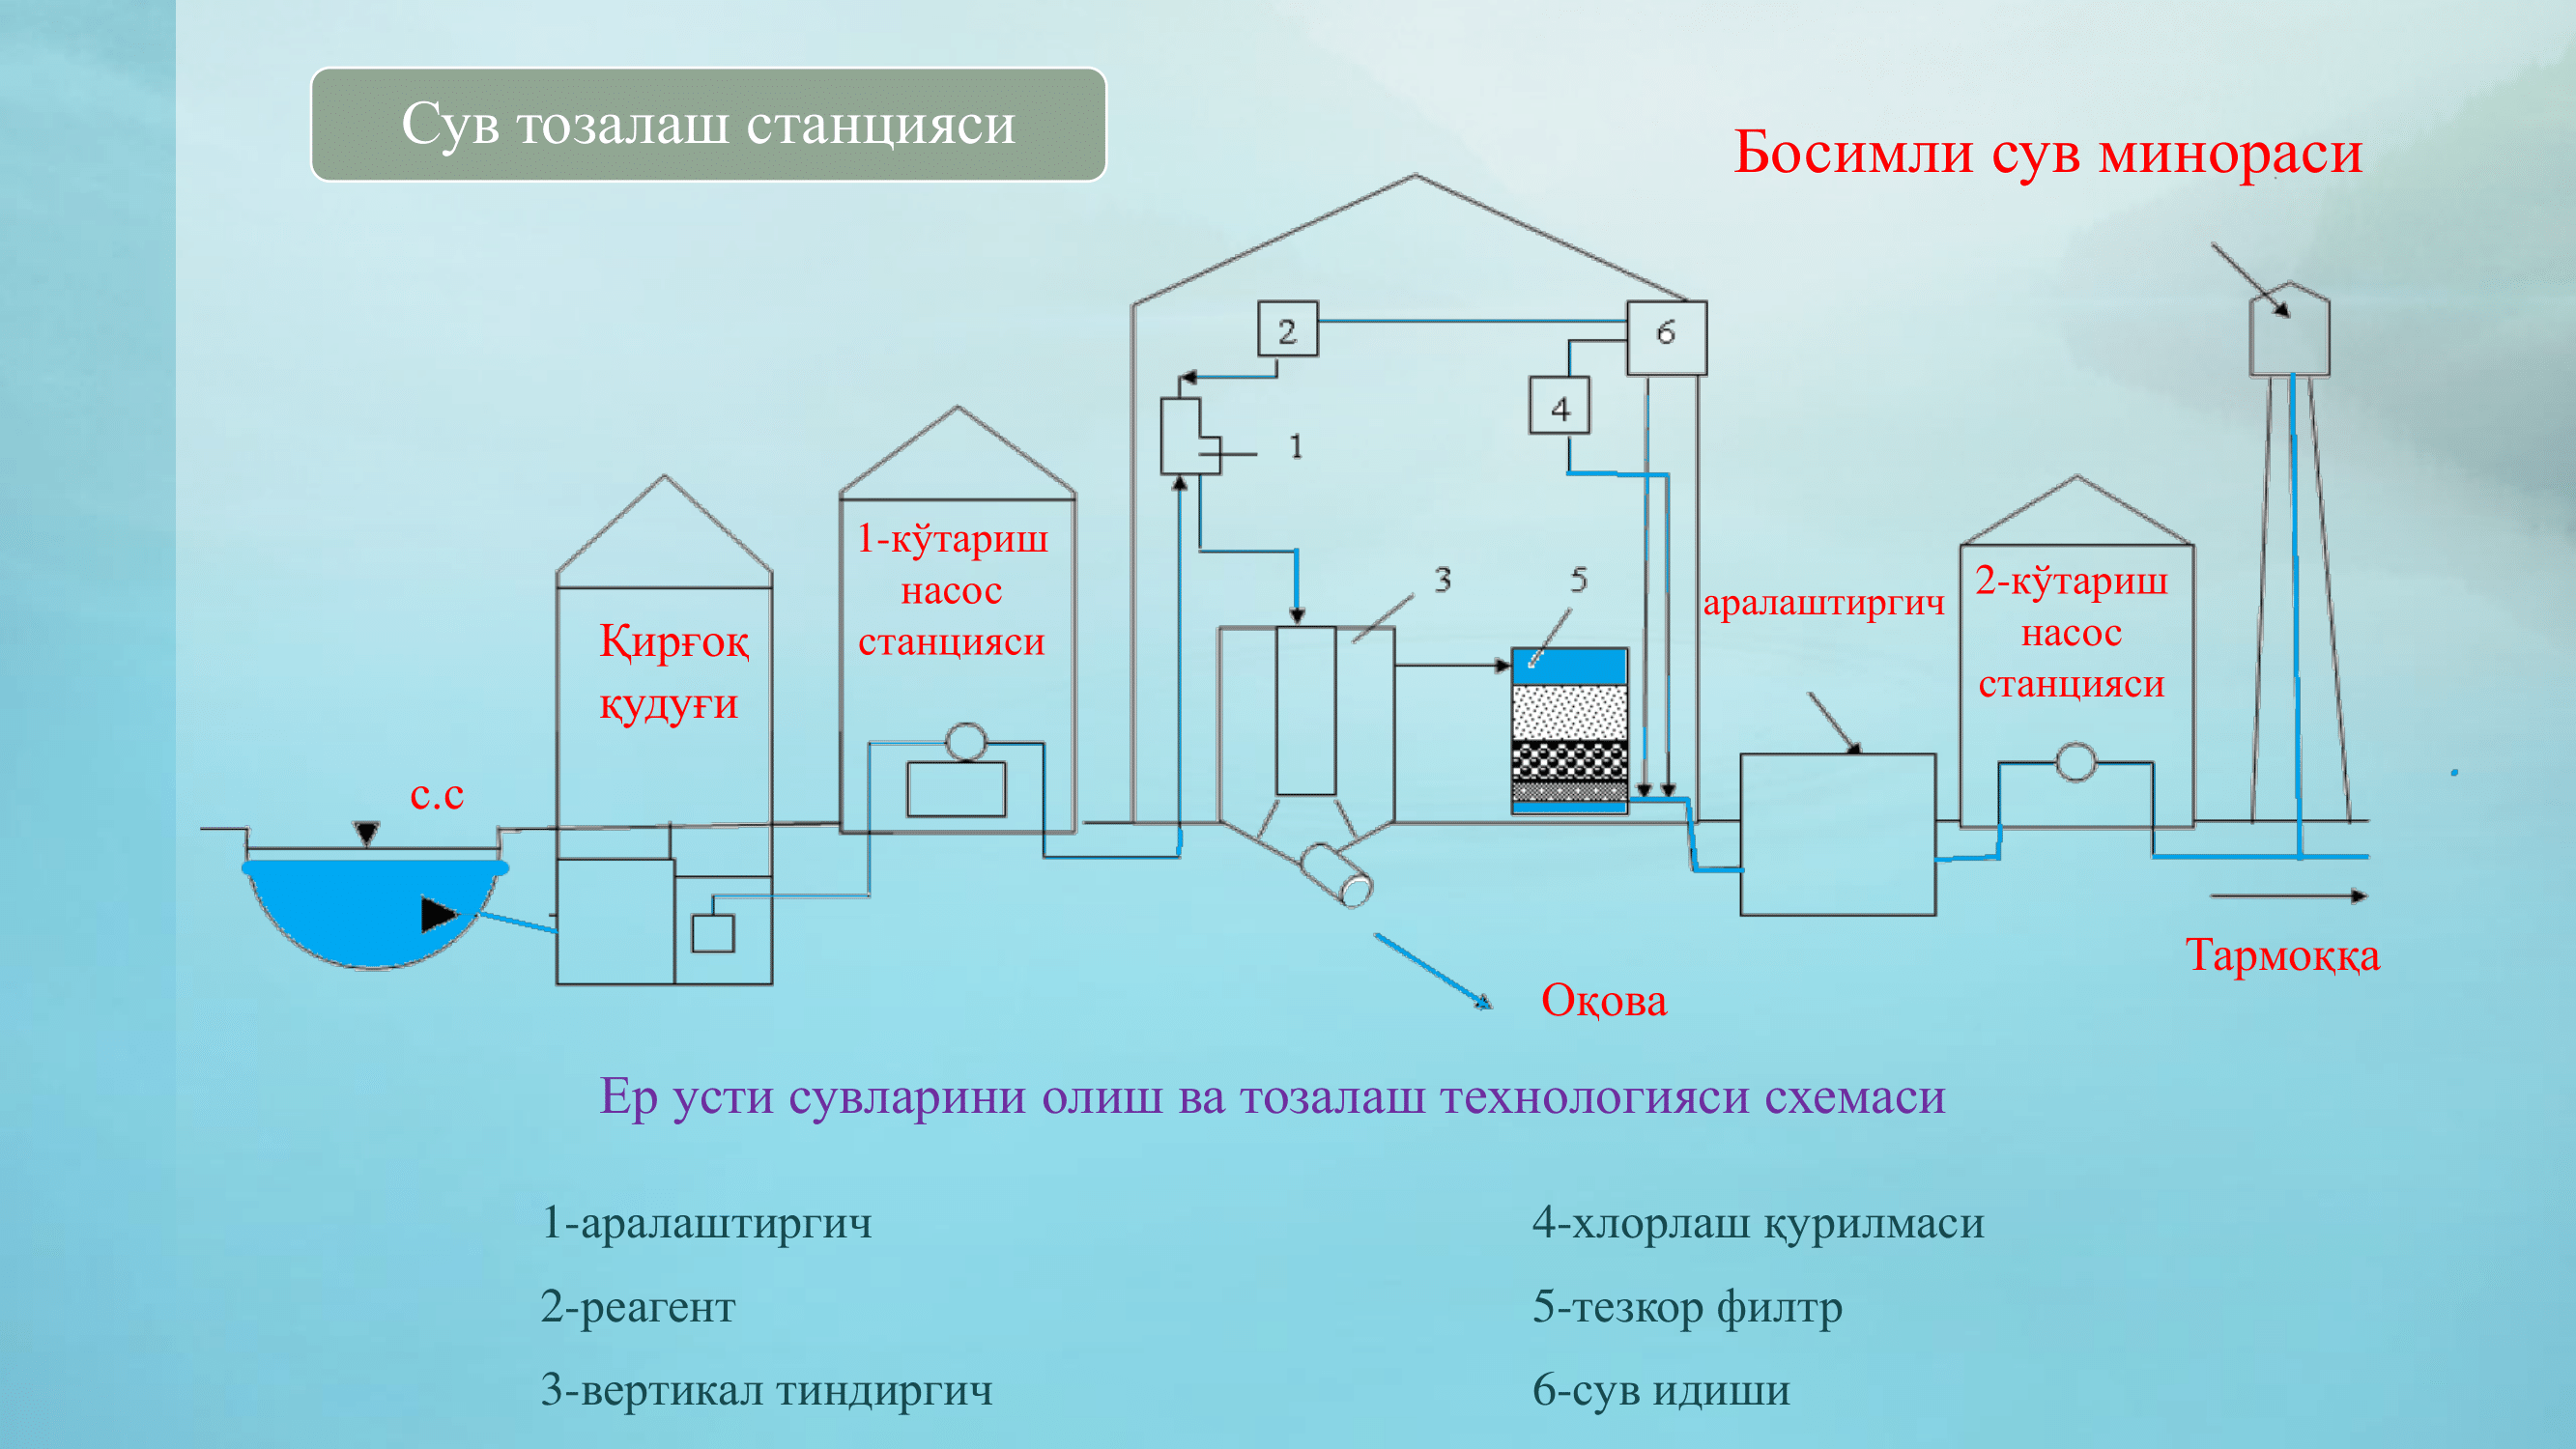 Сув тозалаш станцияси
Босимли сув минораси
2
6
4
1
1-кўтариш
насос
станцияси
3
5
аралаштиргич
2-кўтариш
насос
станцияси
Қирғоқ
қудуғи
с.с
Тармоққа
Оқова
Ер усти сувларини олиш ва тозалаш технологияси схемаси
1-аралаштиргич
2-реагент
3-вертикал тиндиргич
4-хлорлаш қурилмаси
5-тезкор филтр
6-сув идиши